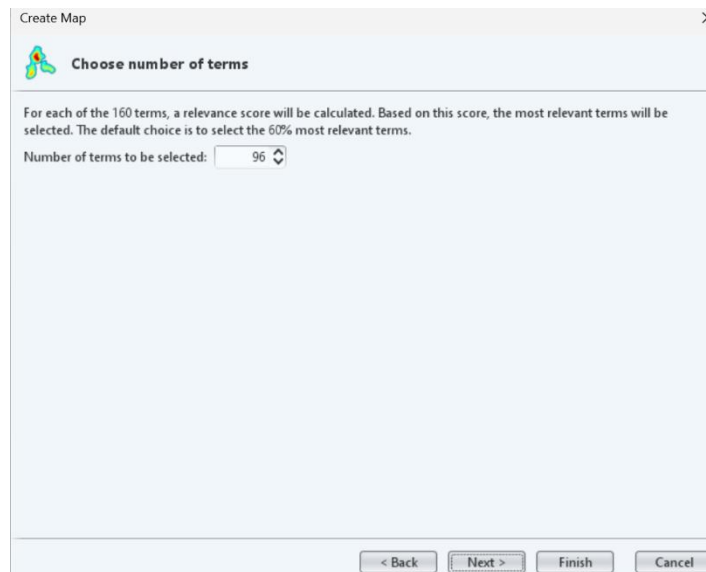 Create Map
Choose number of terms
For each of the 160 terms, a relevance score will be calculated. Based on this score, the most relevant terms will be
selected. The default choice is to select the 60% most relevant terms.
Number of terms to be selected: 96
< Back Next > Finish Cancel